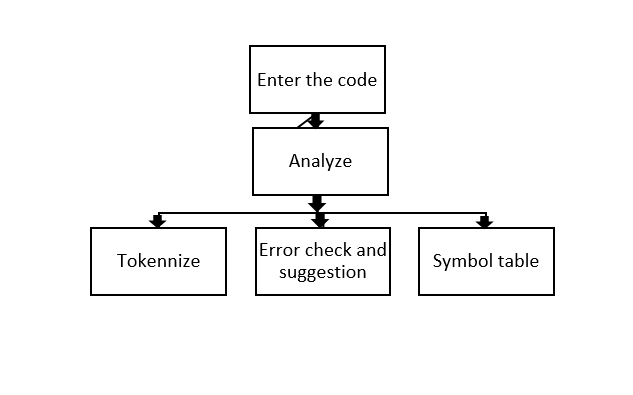 Enter the code
Analyze
Tokennize
Error check and
suggestion
Symbol table